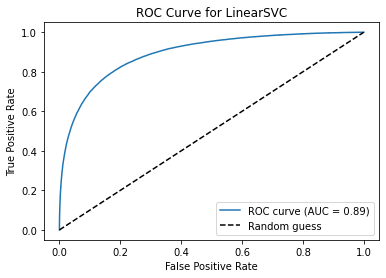 ROC Curve for LinearSVC
True Positive Rate
1.0
0.8
0.6
0.4
0.2
0.0
ROC curve (AUC = 0.89)
Random guess
0.0 0.2 0.4 0.6 0.8 1.0
False Positive Rate